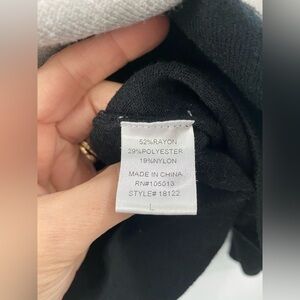 52%RAYON
29%POLYESTER
19%NYLON
MADE IN CHINA
RN#105013
STYLE# 18122
L